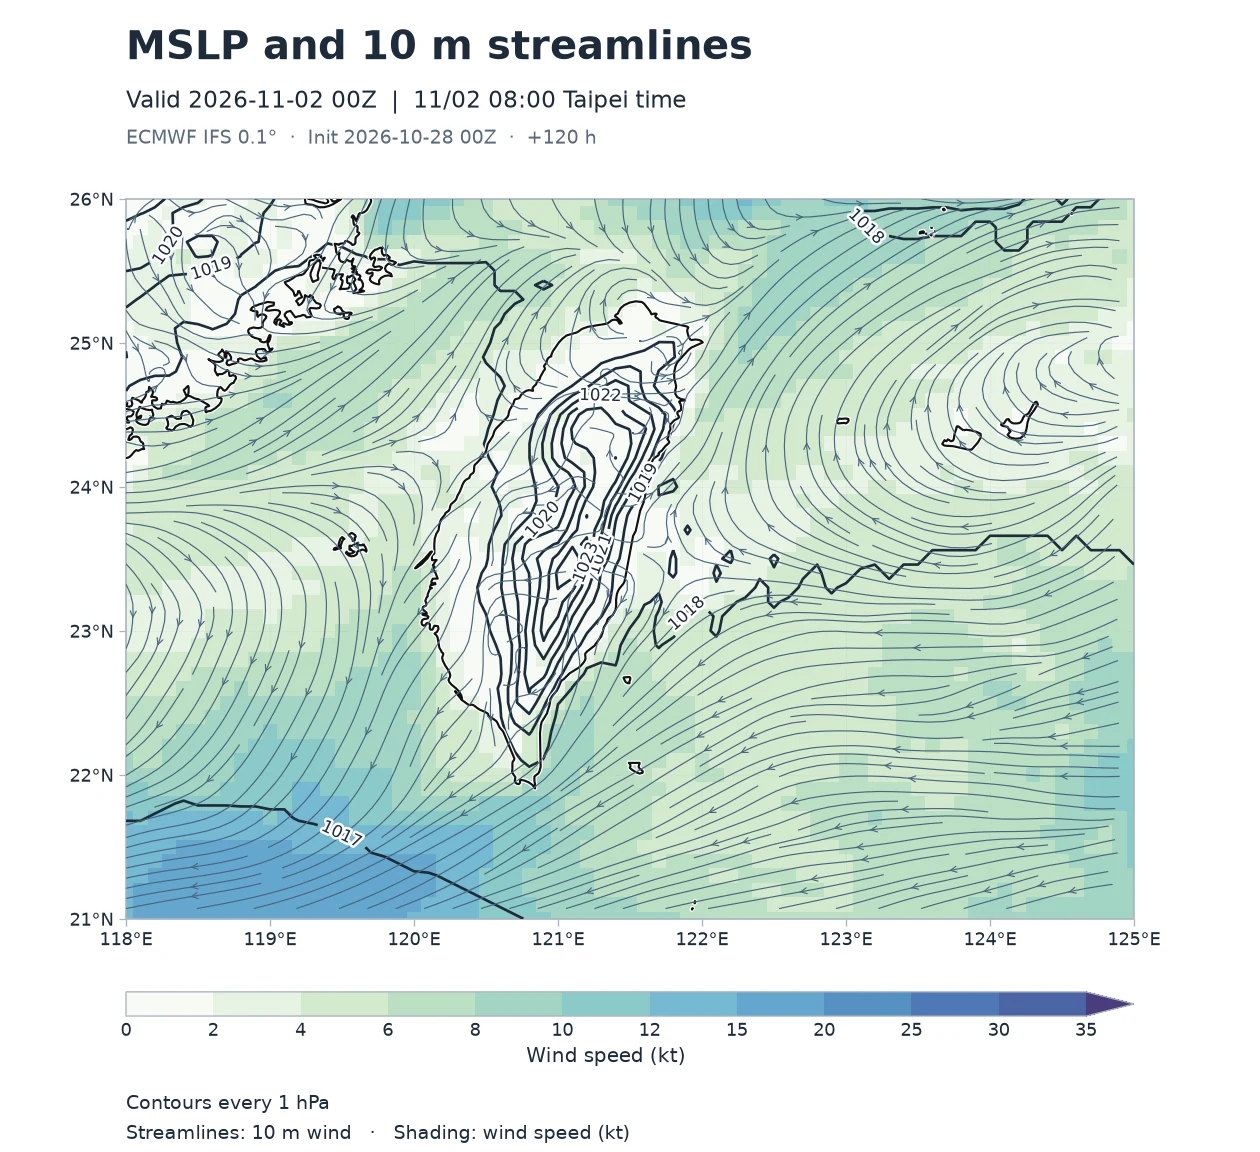 MSLP and 10 m streamlines
Valid 2026-11-02 00Z | 11/02 08:00 Taipei time
ECMWF IFS 0.1° · Init 2026-10-28 00Z · +120 h
26°N
1020
1019
1018
25°N
1022
24°N
1019
1020
1021
1023
23°N
1018
22°N
1017
21°N
118°E 119°E 120°E 121°E 122°E 123°E 124°E 125°E
0 2 4 6 8 10 12 15 20 25 30 35
Wind speed (kt)
Contours every 1 hPa
Streamlines: 10 m wind · Shading: wind speed (kt)